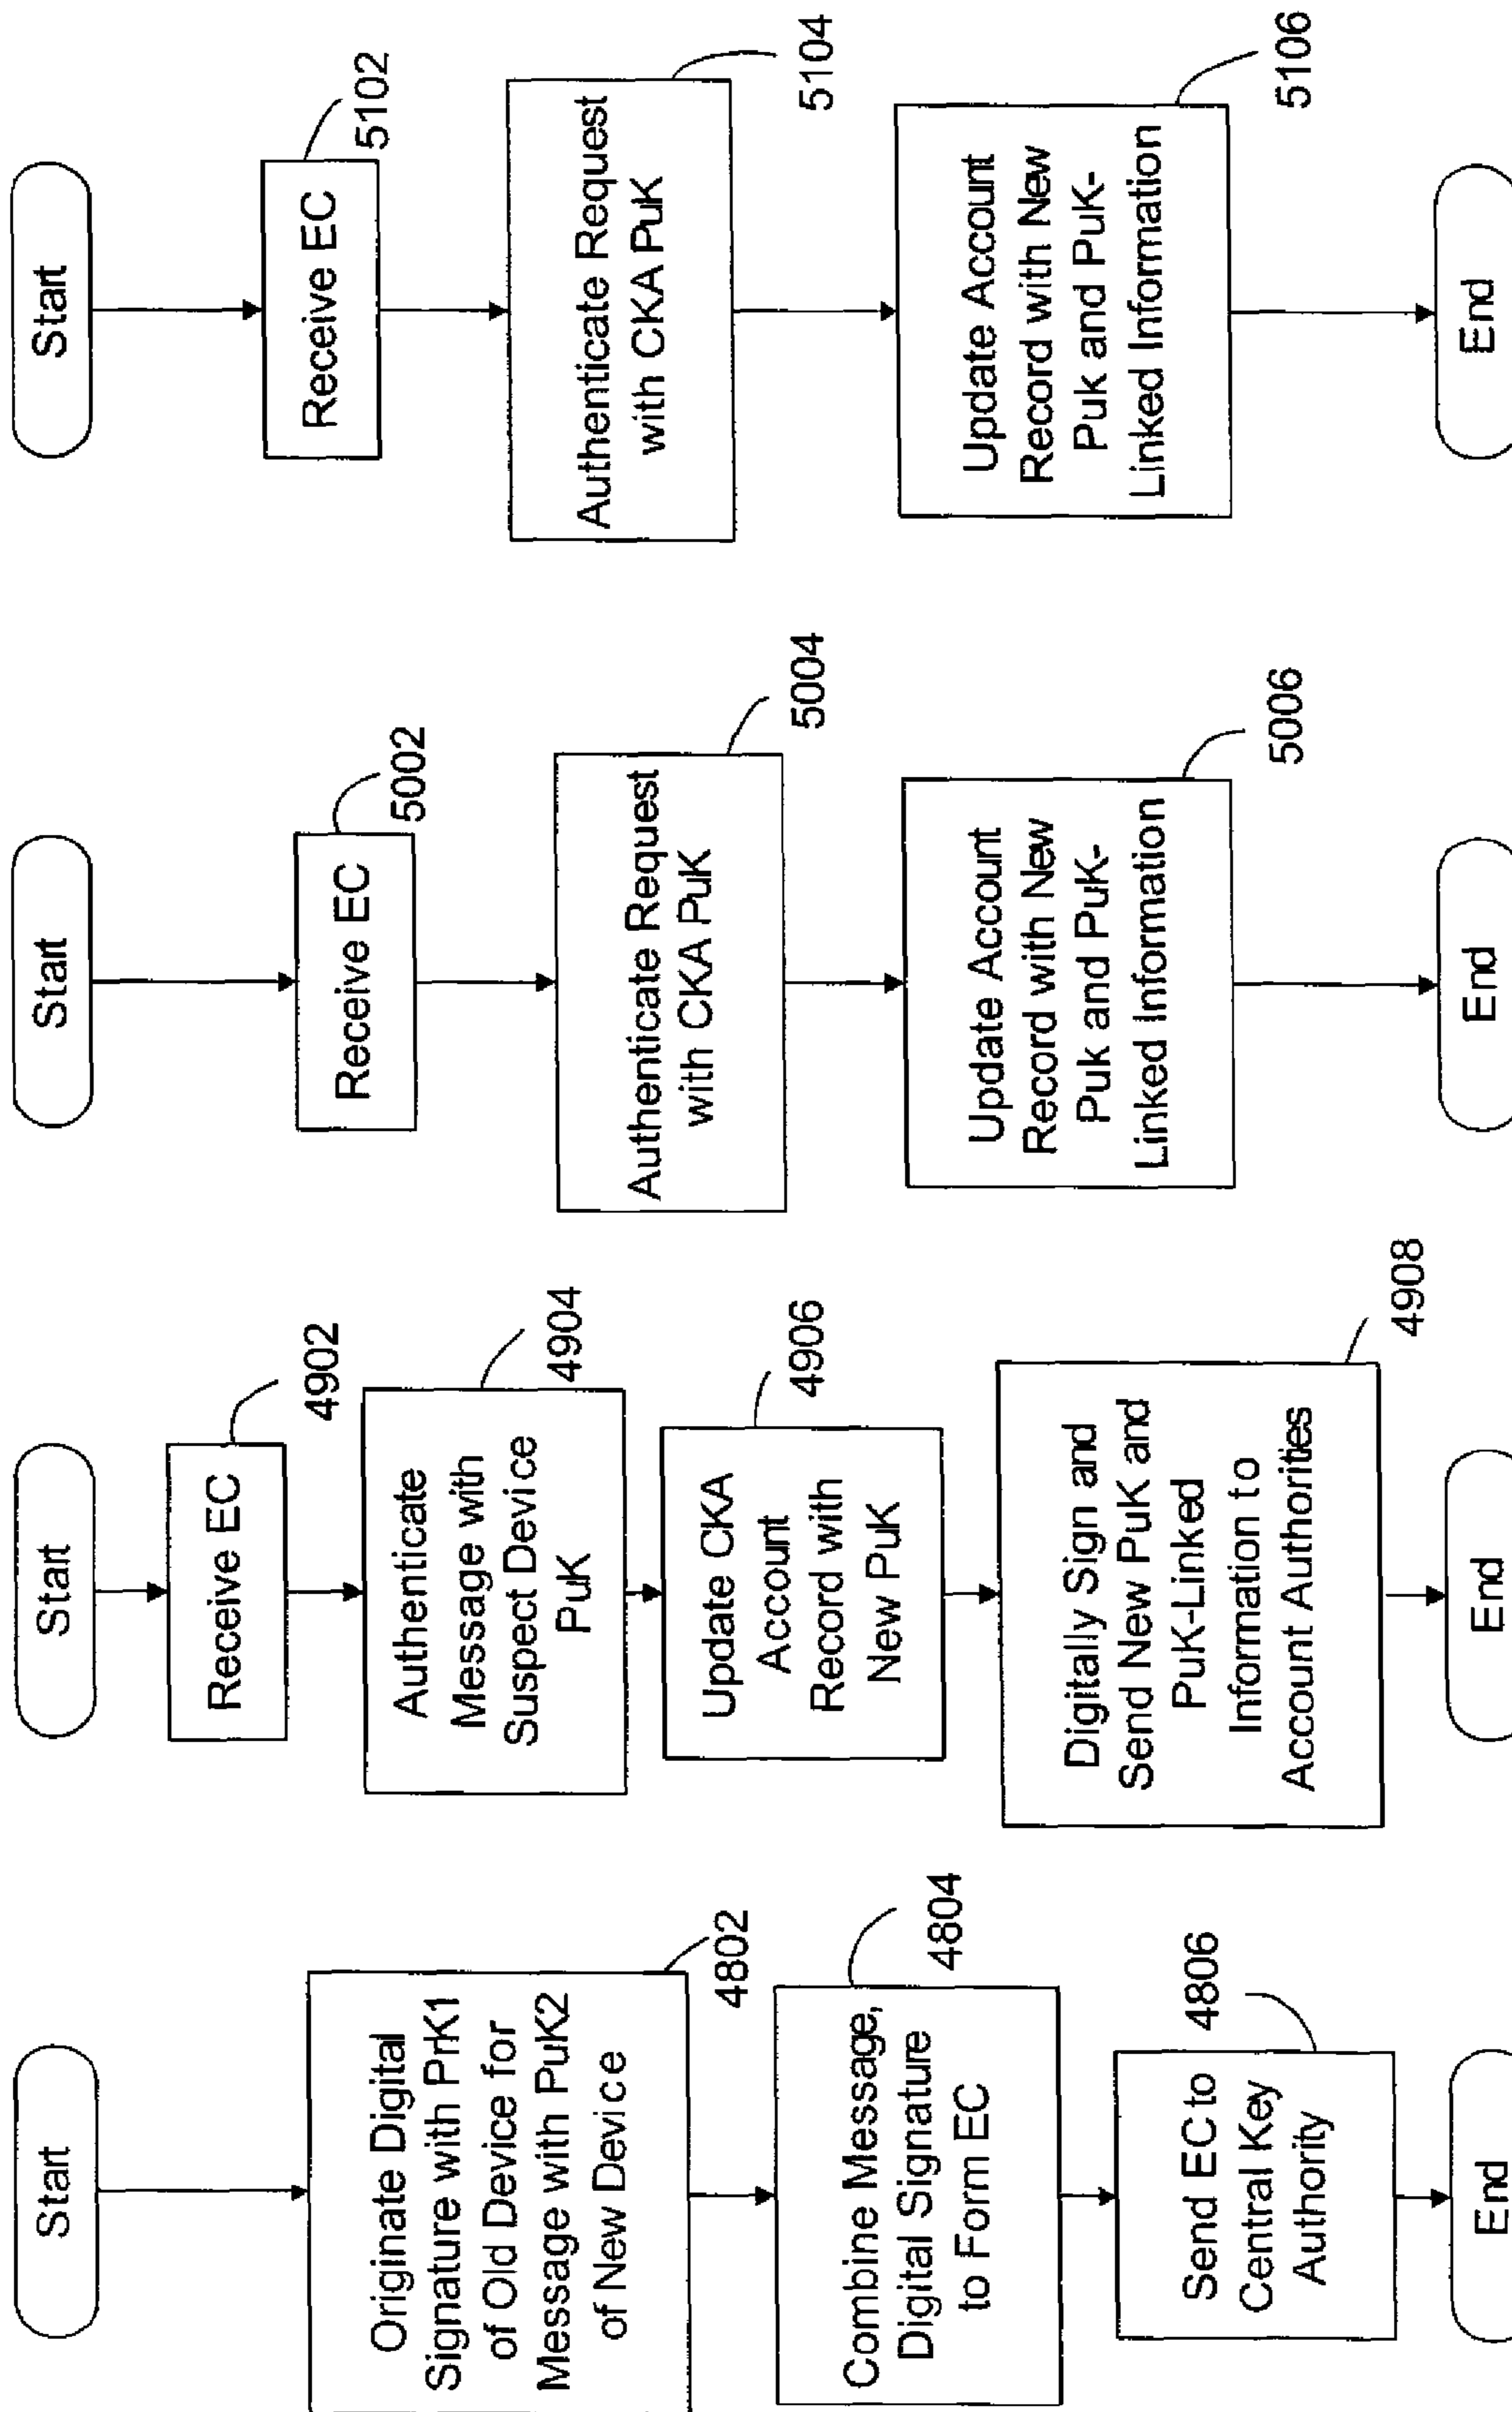 Start
Originate Digital
Signature with PrK1
of Old Device for
Message with PuK2
of New Device
4802
Combine Message,
Digital Signature
to Form EC
4804
Send EC to
Central Key
Authority
4806
End
Start
Receive EC
4902
Authenticate
Message with
Suspect Device
PuK
4904
Update CKA
Account
Record with
New PuK
4906
Digitally Sign and
Send New PuK and
PuK-Linked
Information to
Account Authorities
4908
End
Start
Receive EC
5002
Authenticate Request
with CKA PuK
5004
Update Account
Record with New
Puk and PuK-
Linked Information
5006
End
Start
Receive EC
5102
Authenticate Request
with CKA PuK
5104
Update Account
Record with New
Puk and PuK-
Linked Information
5106
End